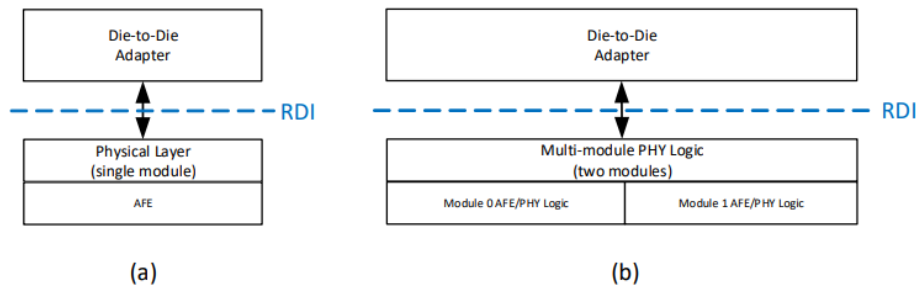 Die-to-Die
Adapter
RDI
Physical Layer
(single module)
AFE
(a)
Die-to-Die
Adapter
RDI
Multi-module PHY Logic
(two modules)
Module 0 AFE/PHY Logic
Module 1 AFE/PHY Logic
(b)